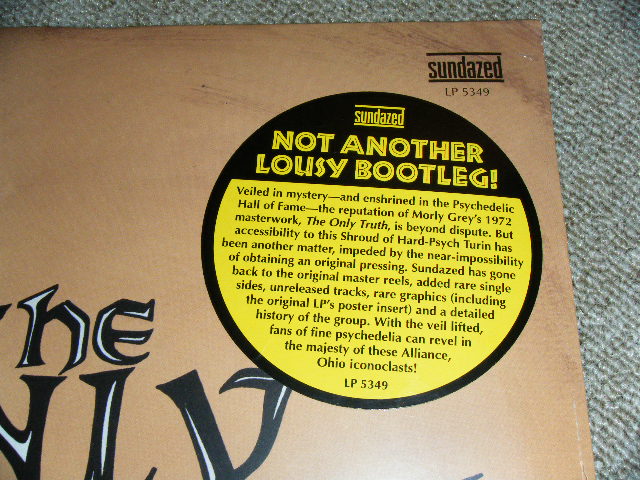 sundazed
LP 5349
sundazed
NOT ANOTHER
LOUSY BOOTLEG!
Veiled in mystery—and enshrined in the Psychedelic
Hall of Fame—the reputation of Morly Grey's 1972
masterwork, The Only Truth, is beyond dispute. But
accessibility to this Shroud of Hard-Psych Turin has
been another matter, impeded by the near-impossibility
of obtaining an original pressing. Sundazed has gone
back to the original master reels, added rare single
sides, unreleased tracks, rare graphics (including
the original LP's poster insert) and a detailed
history of the group. With the veil lifted,
fans of fine psychedelia can revel in
the majesty of these Alliance,
Ohio iconoclasts!
LP 5349
the
ONLY